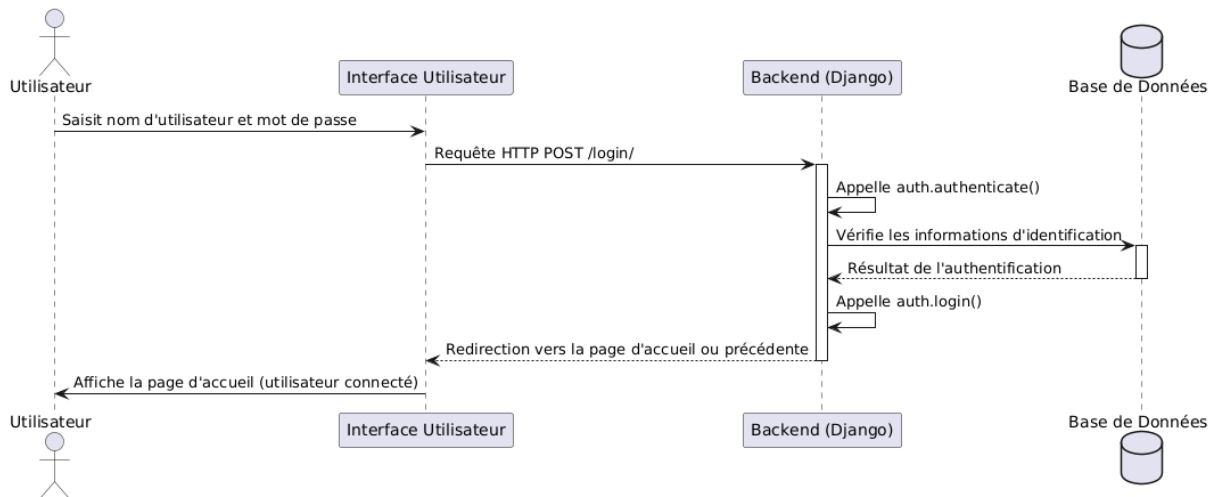 Utilisateur
Interface Utilisateur
Backend (Django)
Base de Données
Saisit nom d'utilisateur et mot de passe
Requête HTTP POST /login/
Appelle auth.authenticate()
Vérifie les informations d'identification
Résultat de l'authentification
Appelle auth.login()
Redirection vers la page d'accueil ou précédente
Affiche la page d'accueil (utilisateur connecté)
Utilisateur
Interface Utilisateur
Backend (Django)
Base de Données